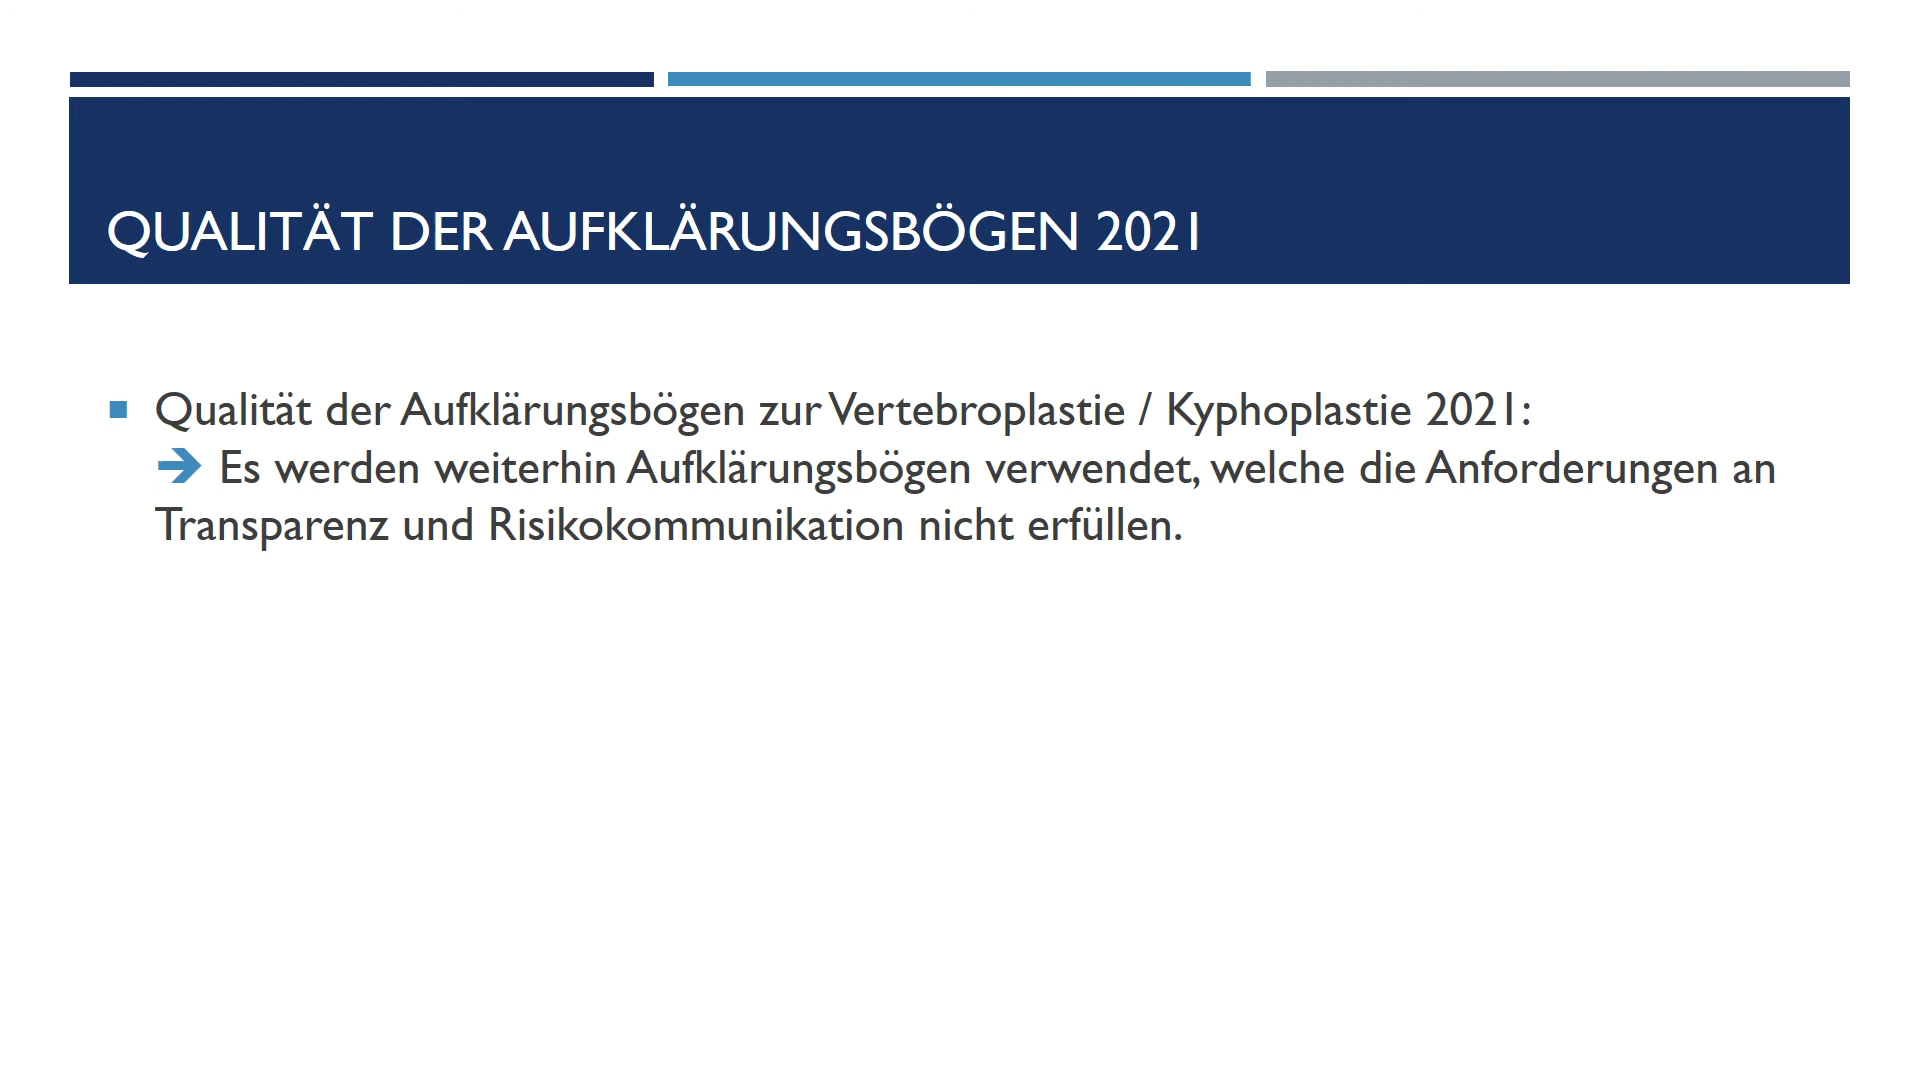 QUALITÄT DER AUFKLÄRUNGSBÖGEN 2021
▪ Qualität der Aufklärungsbögen zur Vertebroplastie / Kyphoplastie 2021:
➔ Es werden weiterhin Aufklärungsbögen verwendet, welche die Anforderungen an
Transparenz und Risikokommunikation nicht erfüllen.